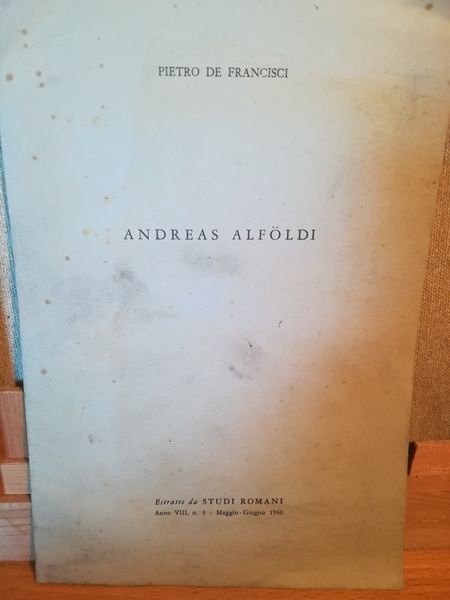 PIETRO DE FRANCISCI
ANDREAS ALFÖLDI
Estratto da STUDI ROMANI
Anno VIII, n. 3 - Maggio-Giugno 1960